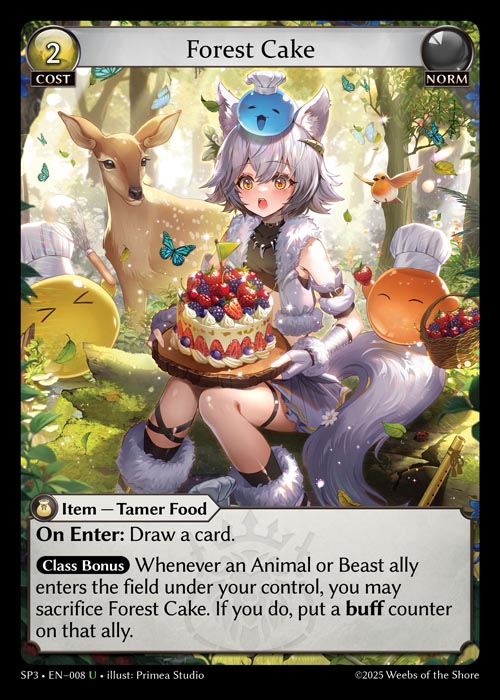 2
COST
Forest Cake
NORM
Item — Tamer Food
On Enter: Draw a card.
Class Bonus Whenever an Animal or Beast ally
enters the field under your control, you may
sacrifice Forest Cake. If you do, put a buff counter
on that ally.
SP3 • EN–008 U • illust: Primea Studio
©2025 Weebs of the Shore